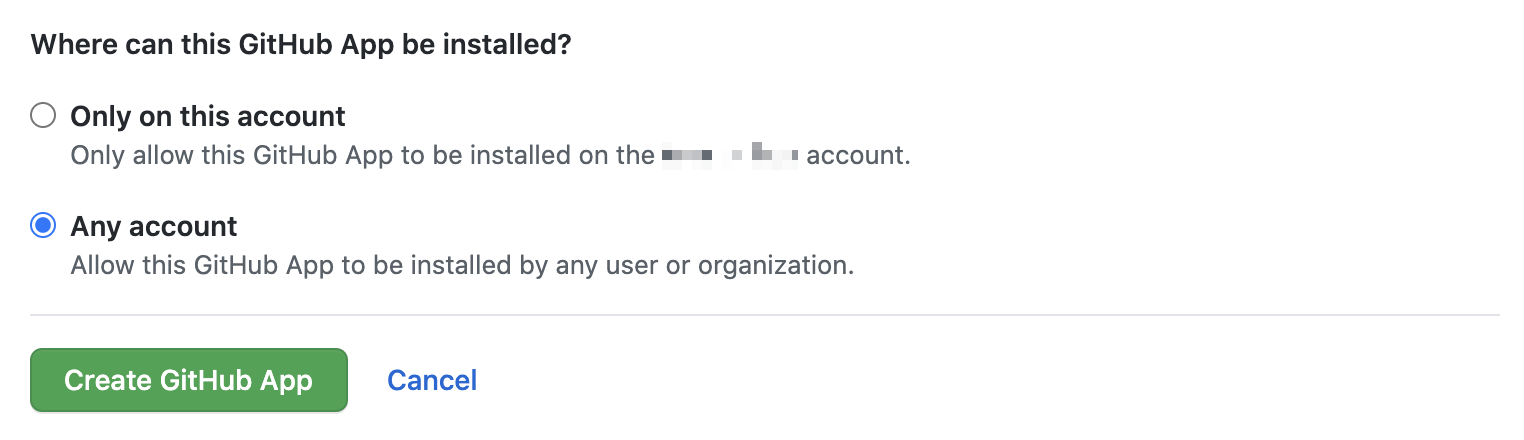 Where can this GitHub App be installed?
Only on this account
Only allow this GitHub App to be installed on the account.
Any account
Allow this GitHub App to be installed by any user or organization.
Create GitHub App
Cancel